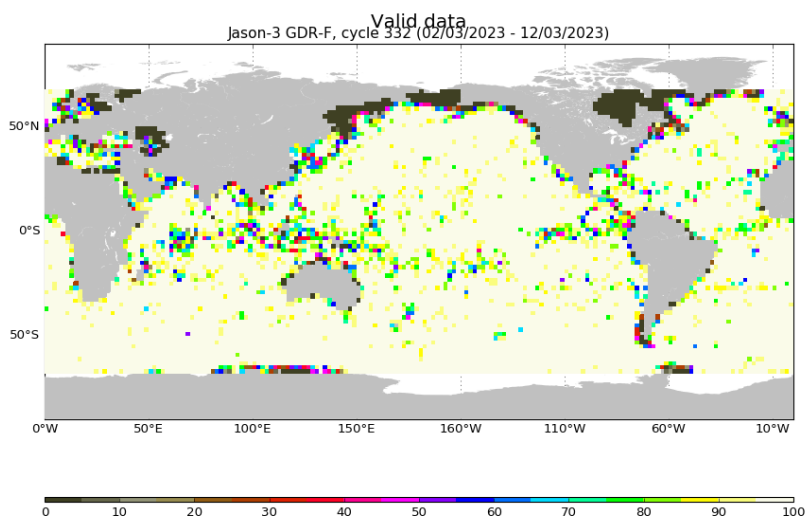 Valid data
Jason-3 GDR-F, cycle 332 (02/03/2023 - 12/03/2023)
50°N
0°S
50°S
0°W 50°E 100°E 150°E 160°W 110°W 60°W 10°W
0 10 20 30 40 50 60 70 80 90 100